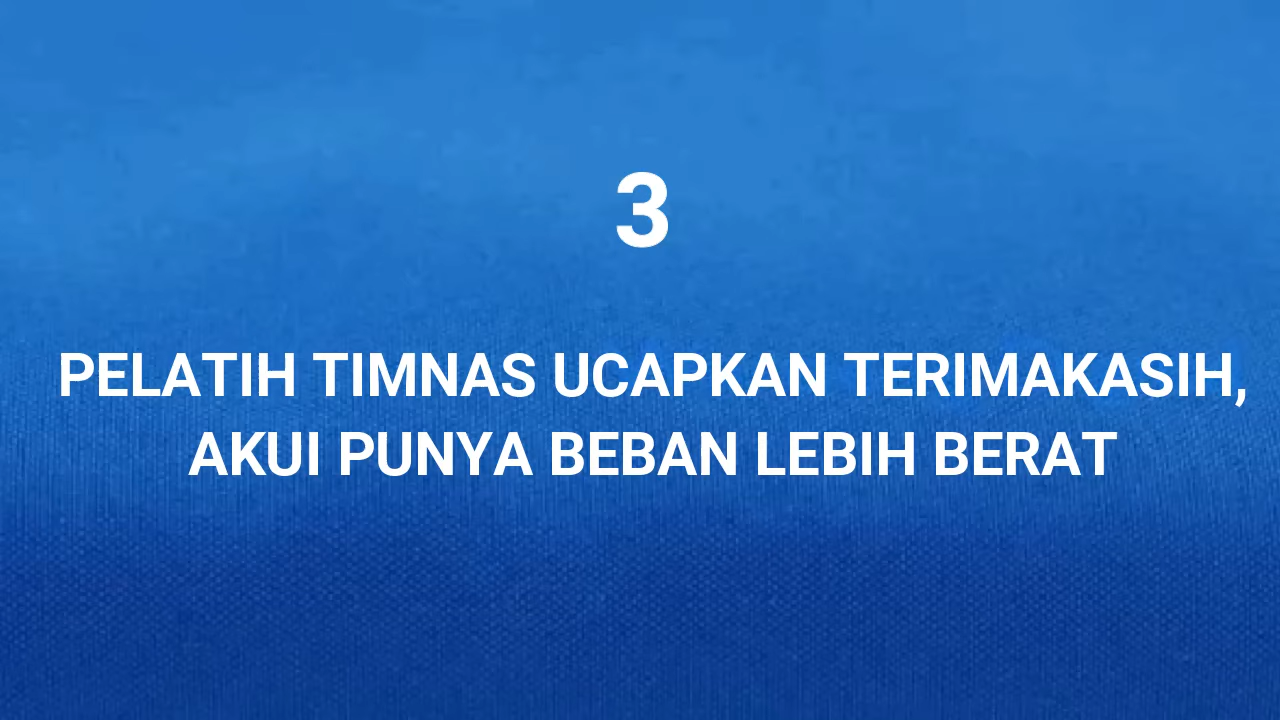 3
PELATIH TIMNAS UCAPKAN TERIMAKASIH,
AKUI PUNYA BEBAN LEBIH BERAT